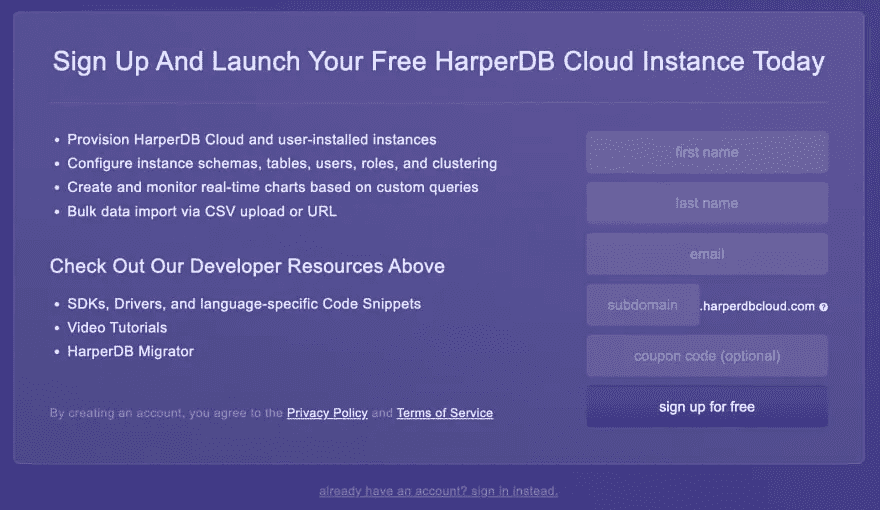 Sign Up And Launch Your Free HarperDB Cloud Instance Today
Provision HarperDB Cloud and user-installed instances
Configure instance schemas, tables, users, roles, and clustering
Create and monitor real-time charts based on custom queries
Bulk data import via CSV upload or URL
Check Out Our Developer Resources Above
SDKs, Drivers, and language-specific Code Snippets
Video Tutorials
HarperDB Migrator
By creating an account, you agree to the Privacy Policy and Terms of Service
first name
last name
email
subdomain .harperdbcloud.com ?
coupon code (optional)
sign up for free
already have an account? sign in instead.